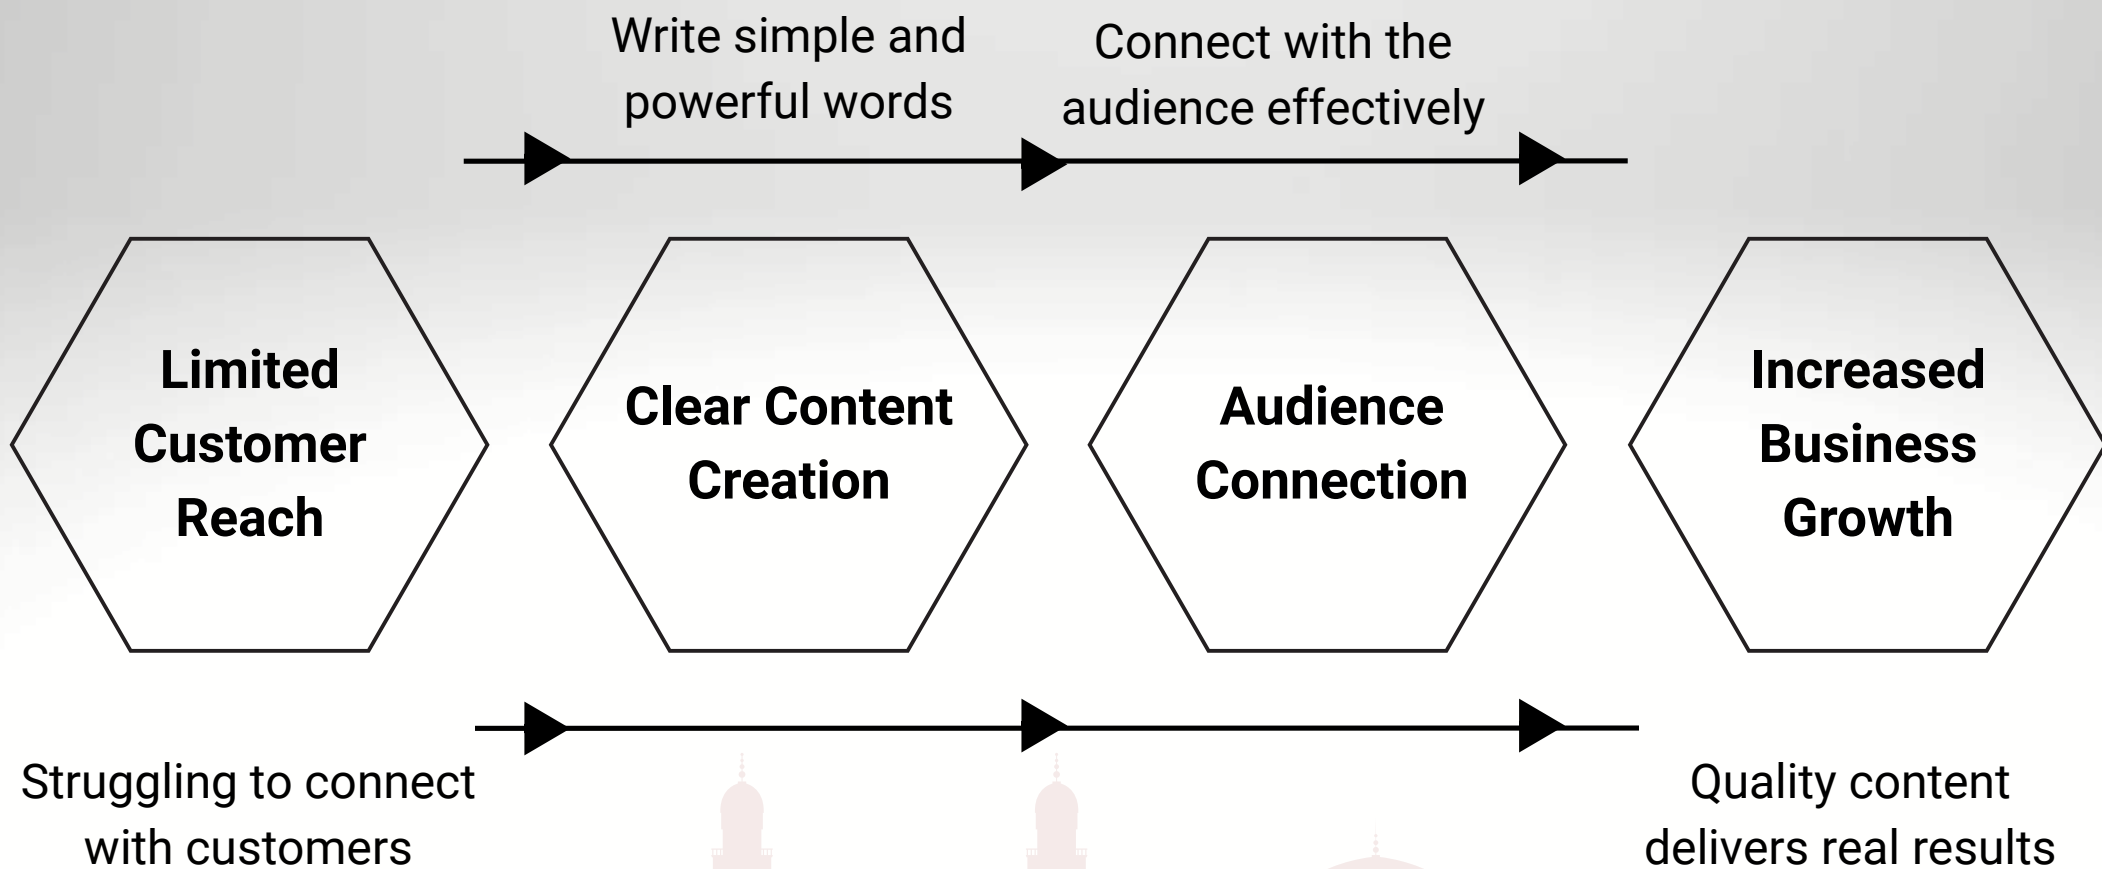 Write simple and
powerful words
Connect with the
audience effectively
Limited
Customer
Reach
Clear Content
Creation
Audience
Connection
Increased
Business
Growth
Struggling to connect
with customers
Quality content
delivers real results